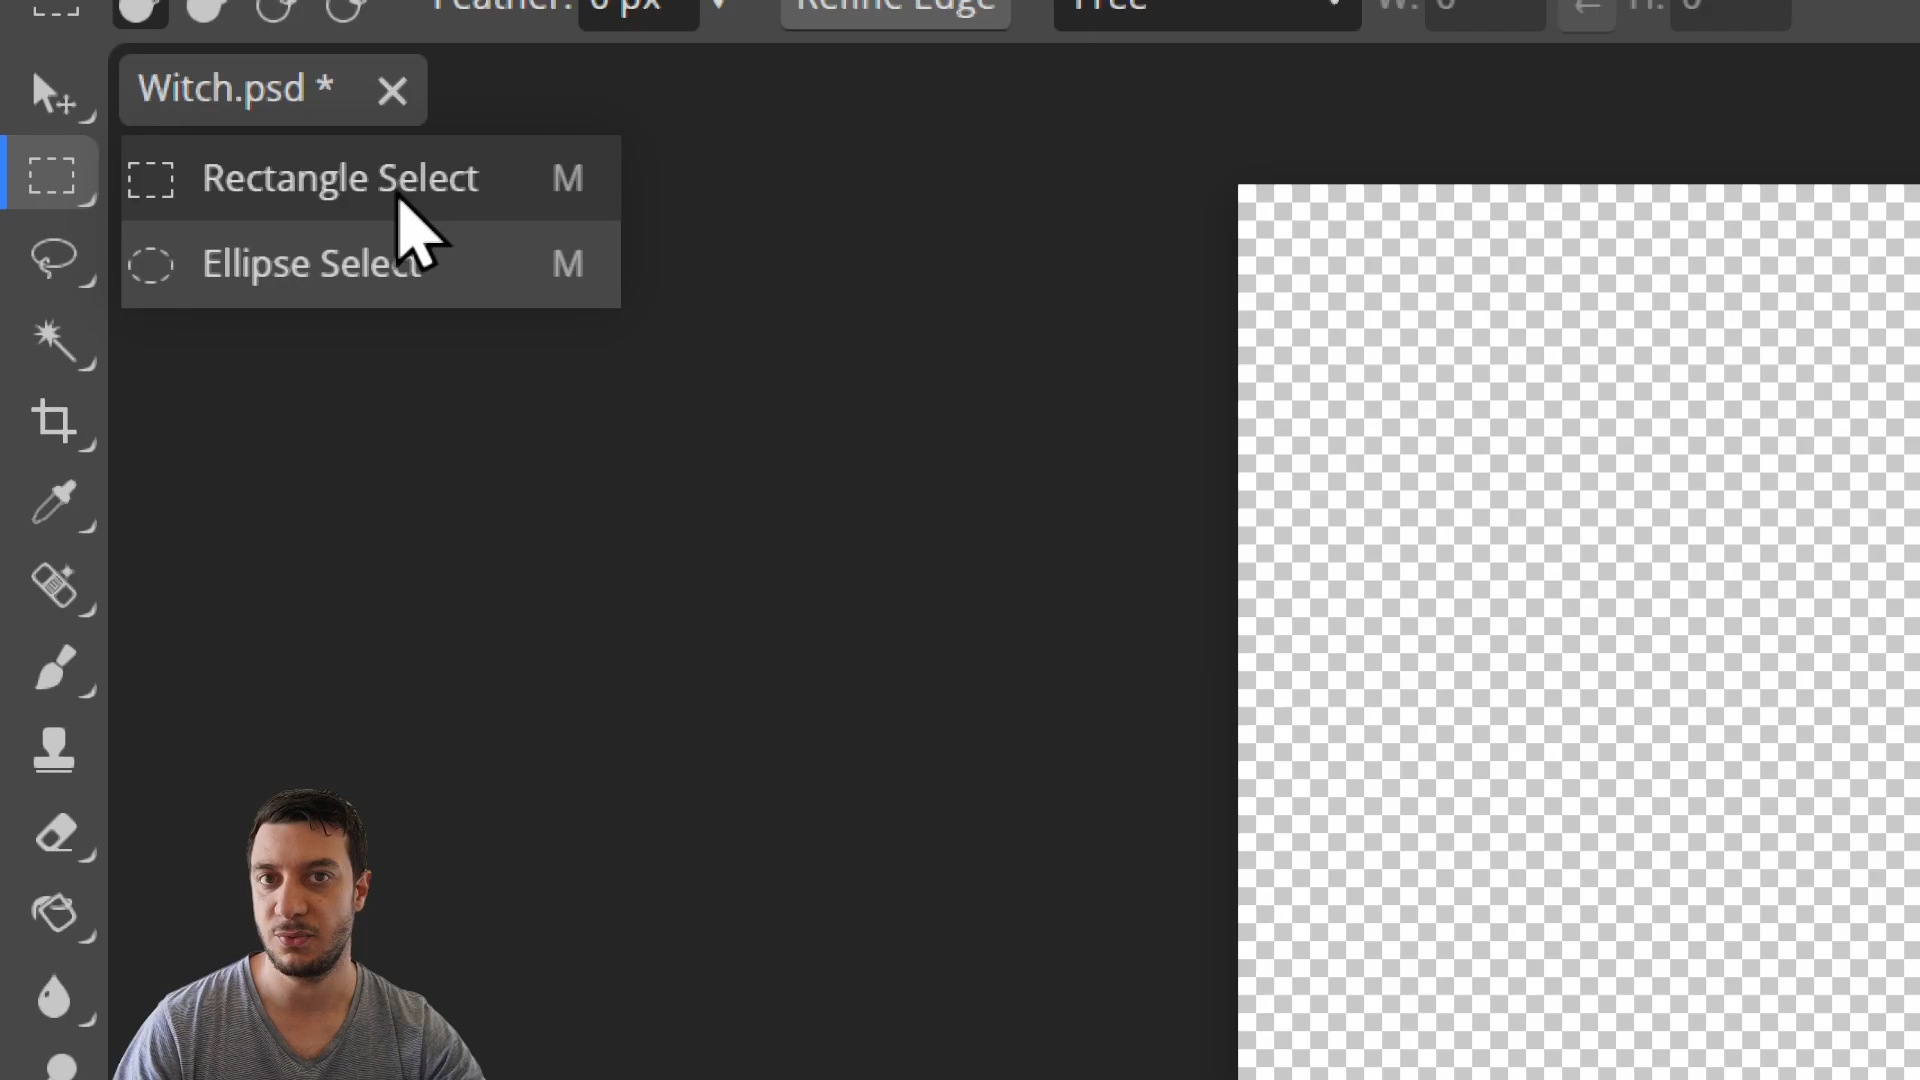 Feather: 0 px Refine Edge Free W: 0 H: 0
Witch.psd *
Rectangle Select M
Ellipse Select M